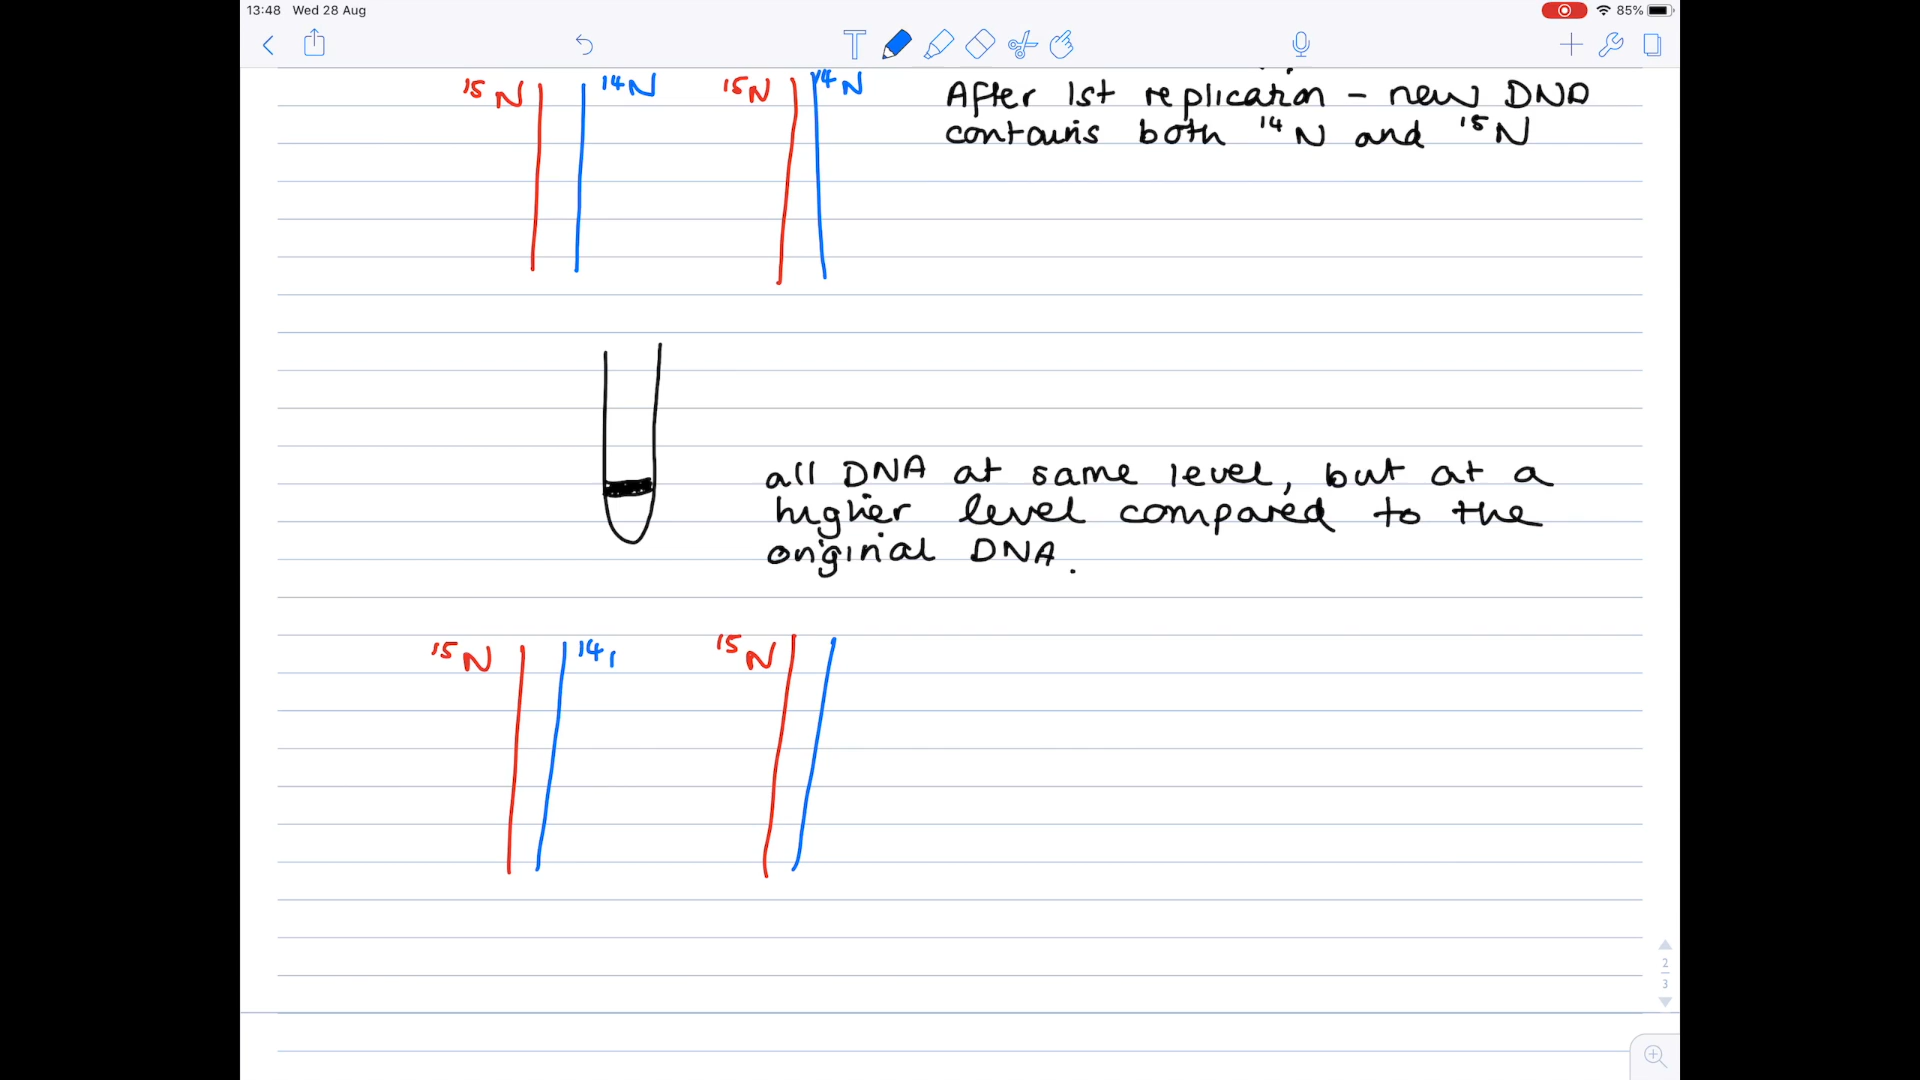 13:48 Wed 28 Aug
85%
T
15N 14N 15N 14N
After 1st replication - new DNA
contains both 14N and 15N
all DNA at same level, but at a
higher level compared to the
original DNA.
15N 14 15N
2
3